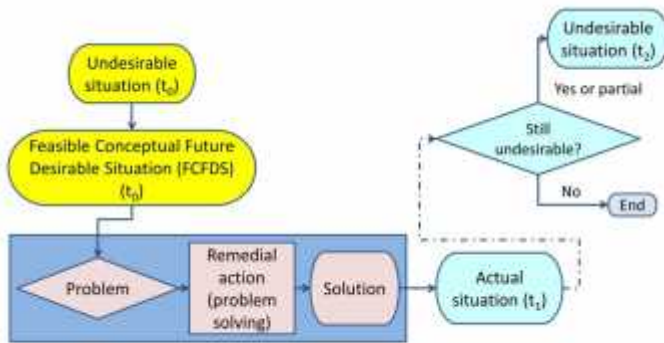 Undesirable
situation (t0)
Feasible Conceptual Future
Desirable Situation (FCFDS)
(t0)
Problem
Remedial
action
(problem
solving)
Solution
Actual
situation (t1)
Still
undesirable?
Yes or partial
Undesirable
situation (t2)
No
End